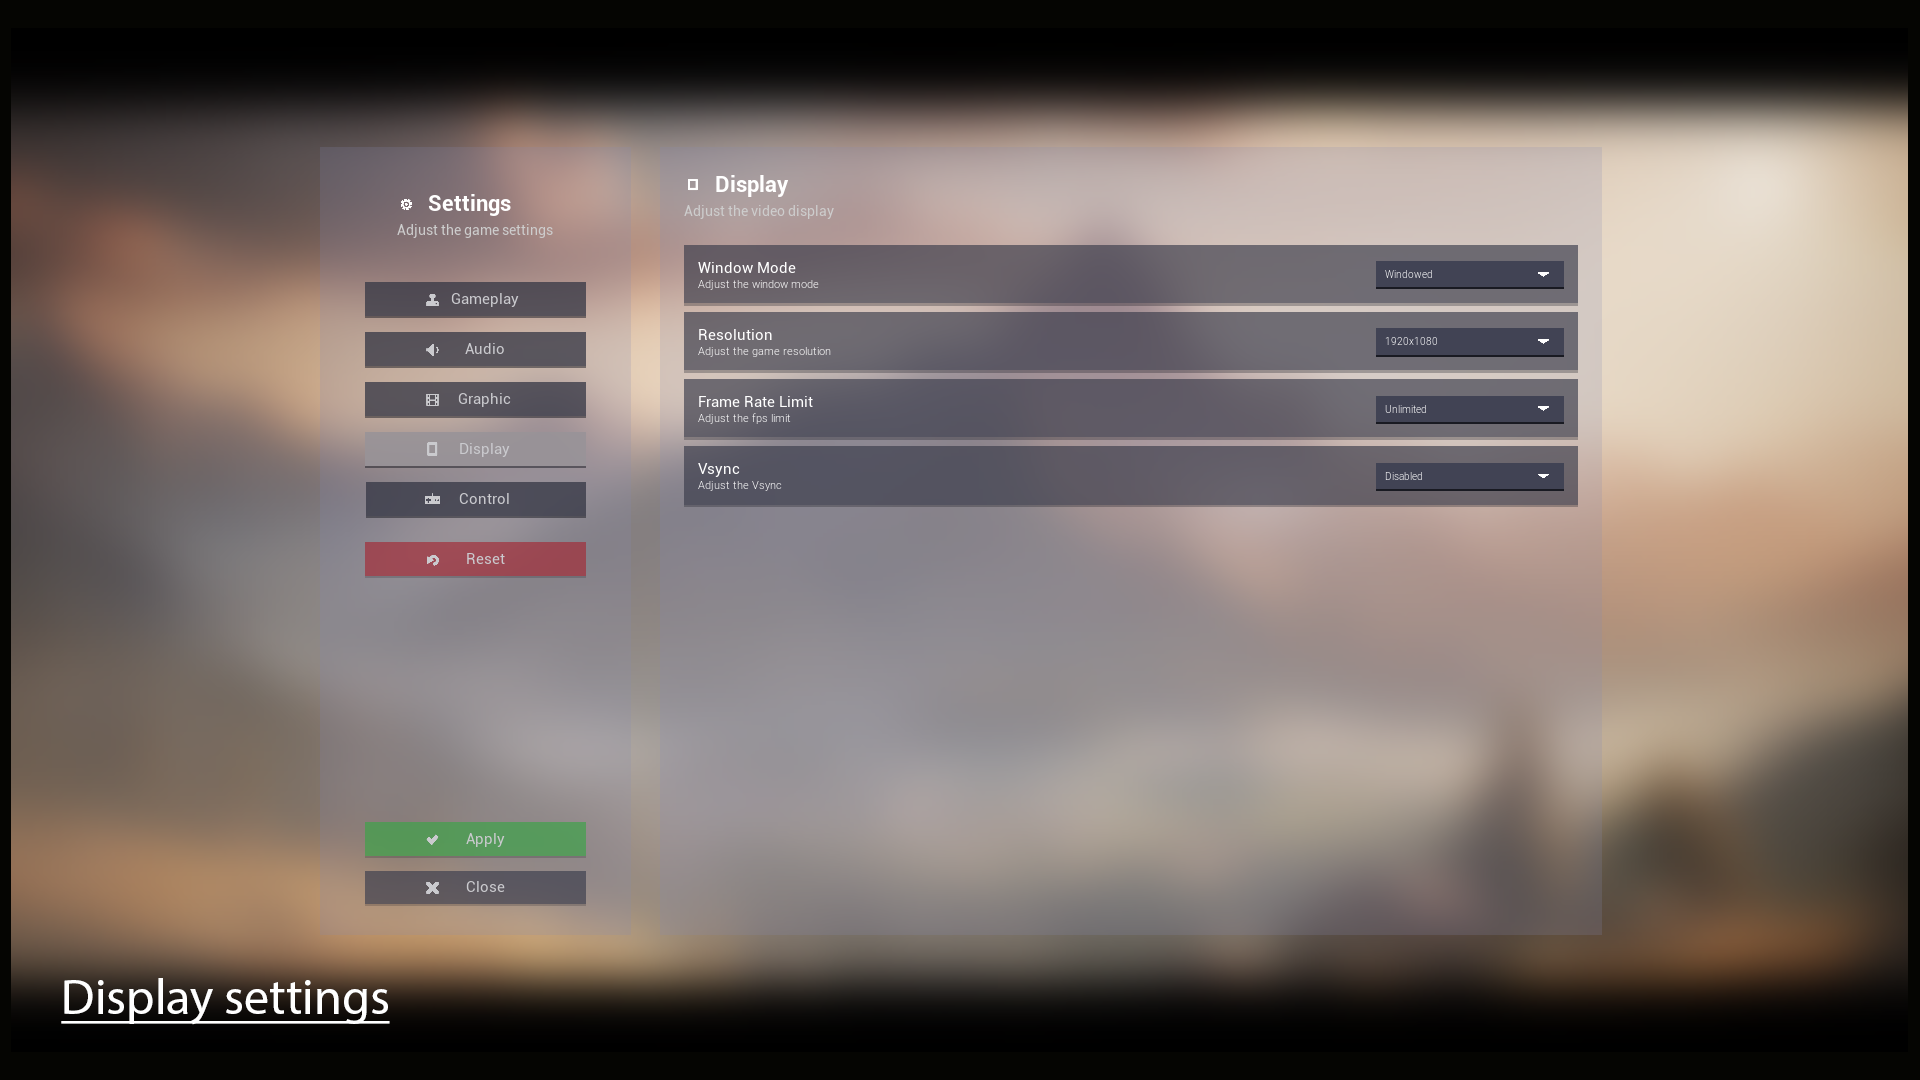 Settings
Adjust the game settings
Gameplay
Audio
Graphic
Display
Control
Reset
Apply
Close
Display
Adjust the video display
Window Mode
Adjust the window mode
Windowed
Resolution
Adjust the game resolution
1920x1080
Frame Rate Limit
Adjust the fps limit
Unlimited
Vsync
Adjust the Vsync
Disabled
Display settings